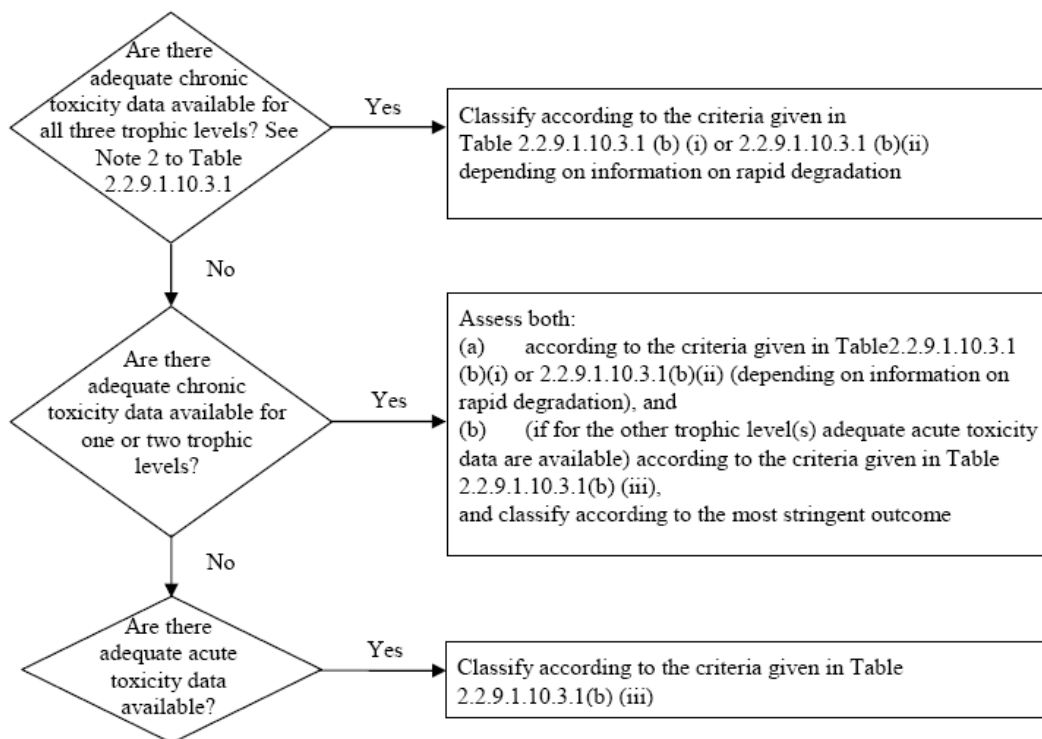 Are there
adequate chronic
toxicity data available for
all three trophic levels? See
Note 2 to Table
2.2.9.1.10.3.1
Yes
Classify according to the criteria given in
Table 2.2.9.1.10.3.1 (b) (i) or 2.2.9.1.10.3.1 (b)(ii)
depending on information on rapid degradation
No
Are there
adequate chronic
toxicity data available for
one or two trophic
levels?
Yes
Assess both:
(a) according to the criteria given in Table2.2.9.1.10.3.1
(b)(i) or 2.2.9.1.10.3.1(b)(ii) (depending on information on
rapid degradation), and
(b) (if for the other trophic level(s) adequate acute toxicity
data are available) according to the criteria given in Table
2.2.9.1.10.3.1(b) (iii),
and classify according to the most stringent outcome
No
Are there
adequate acute
toxicity data
available?
Yes
Classify according to the criteria given in Table
2.2.9.1.10.3.1(b) (iii)